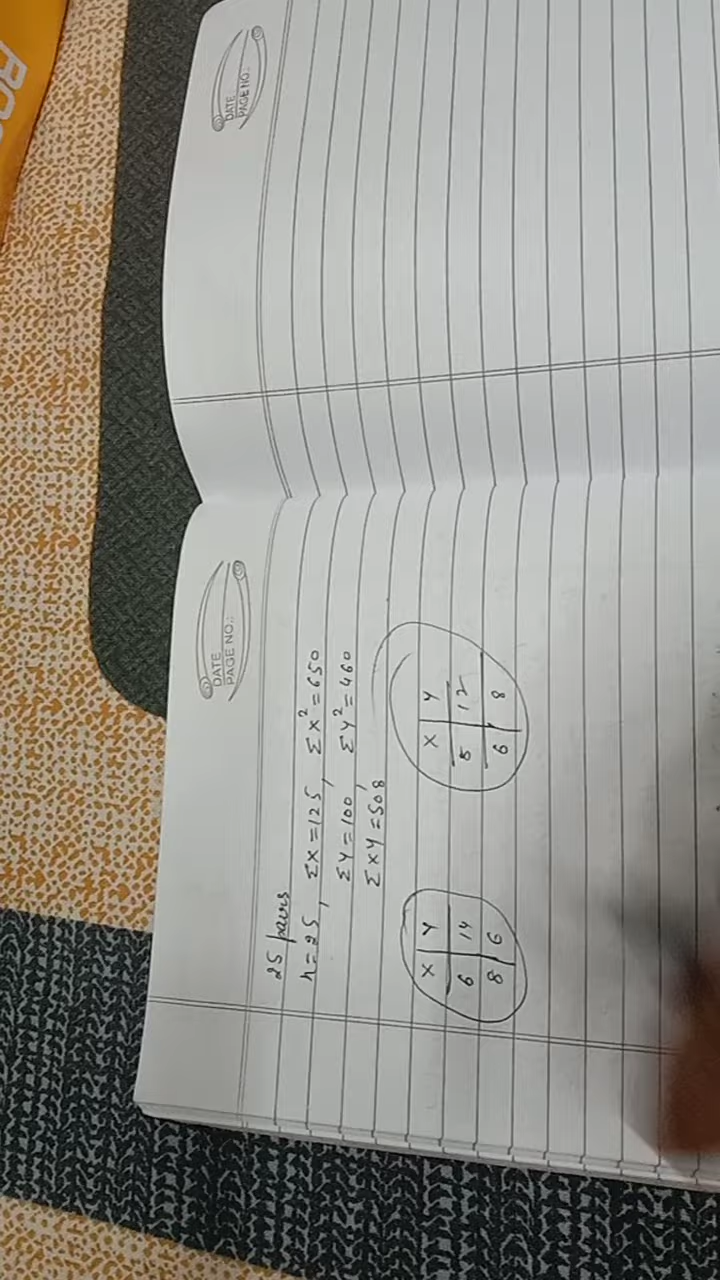 DATE
PAGE NO.:
DATE
PAGE NO.:
25 pairs
n=25, ΣX=125, ΣX²=650
ΣY=100, ΣY²=460
ΣXY=508
X Y X Y
6 14 8 12
8 6 6 8